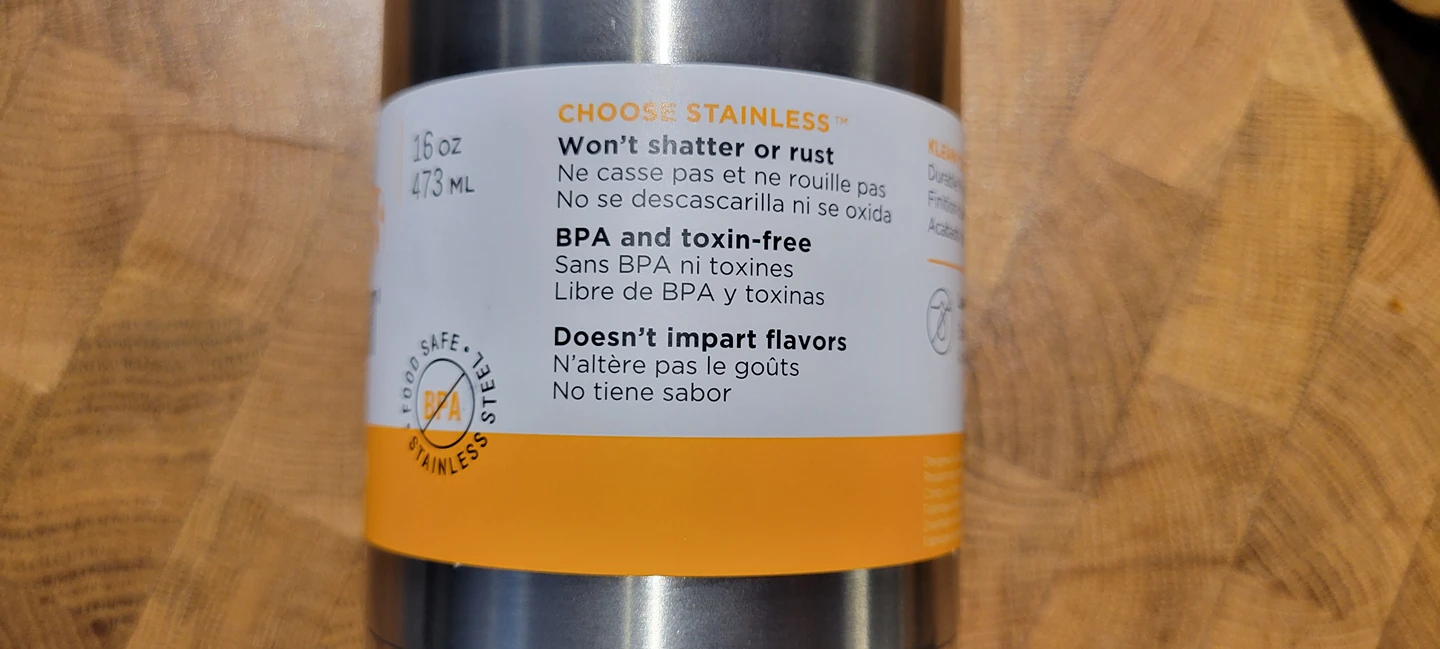 16 oz
473 ML
FOOD SAFE • STAINLESS STEEL
BPA
CHOOSE STAINLESS™
Won't shatter or rust
Ne casse pas et ne rouille pas
No se descascarilla ni se oxida
BPA and toxin-free
Sans BPA ni toxines
Libre de BPA y toxinas
Doesn't impart flavors
N'altère pas le goûts
No tiene sabor